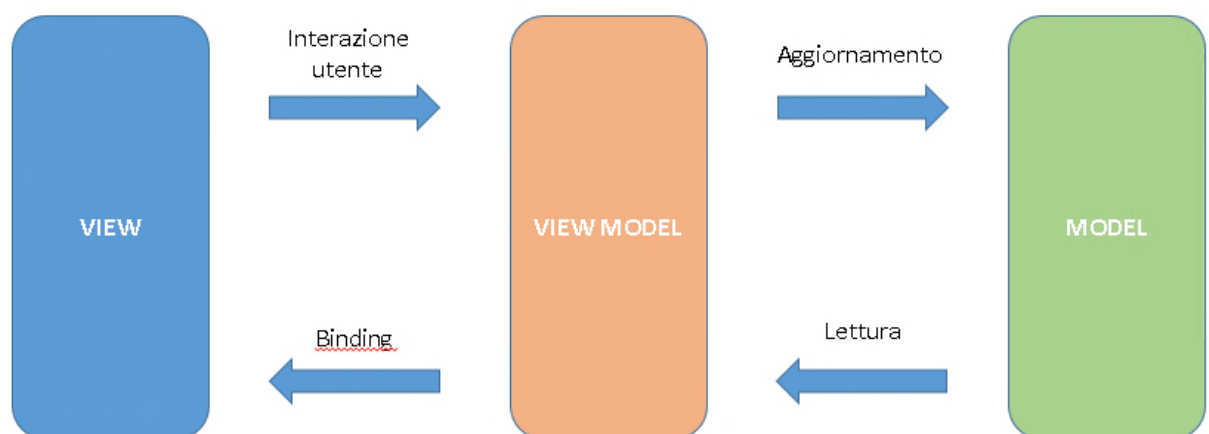 Interazione
utente
Aggiornamento
VIEW
VIEW MODEL
MODEL
Binding
Lettura